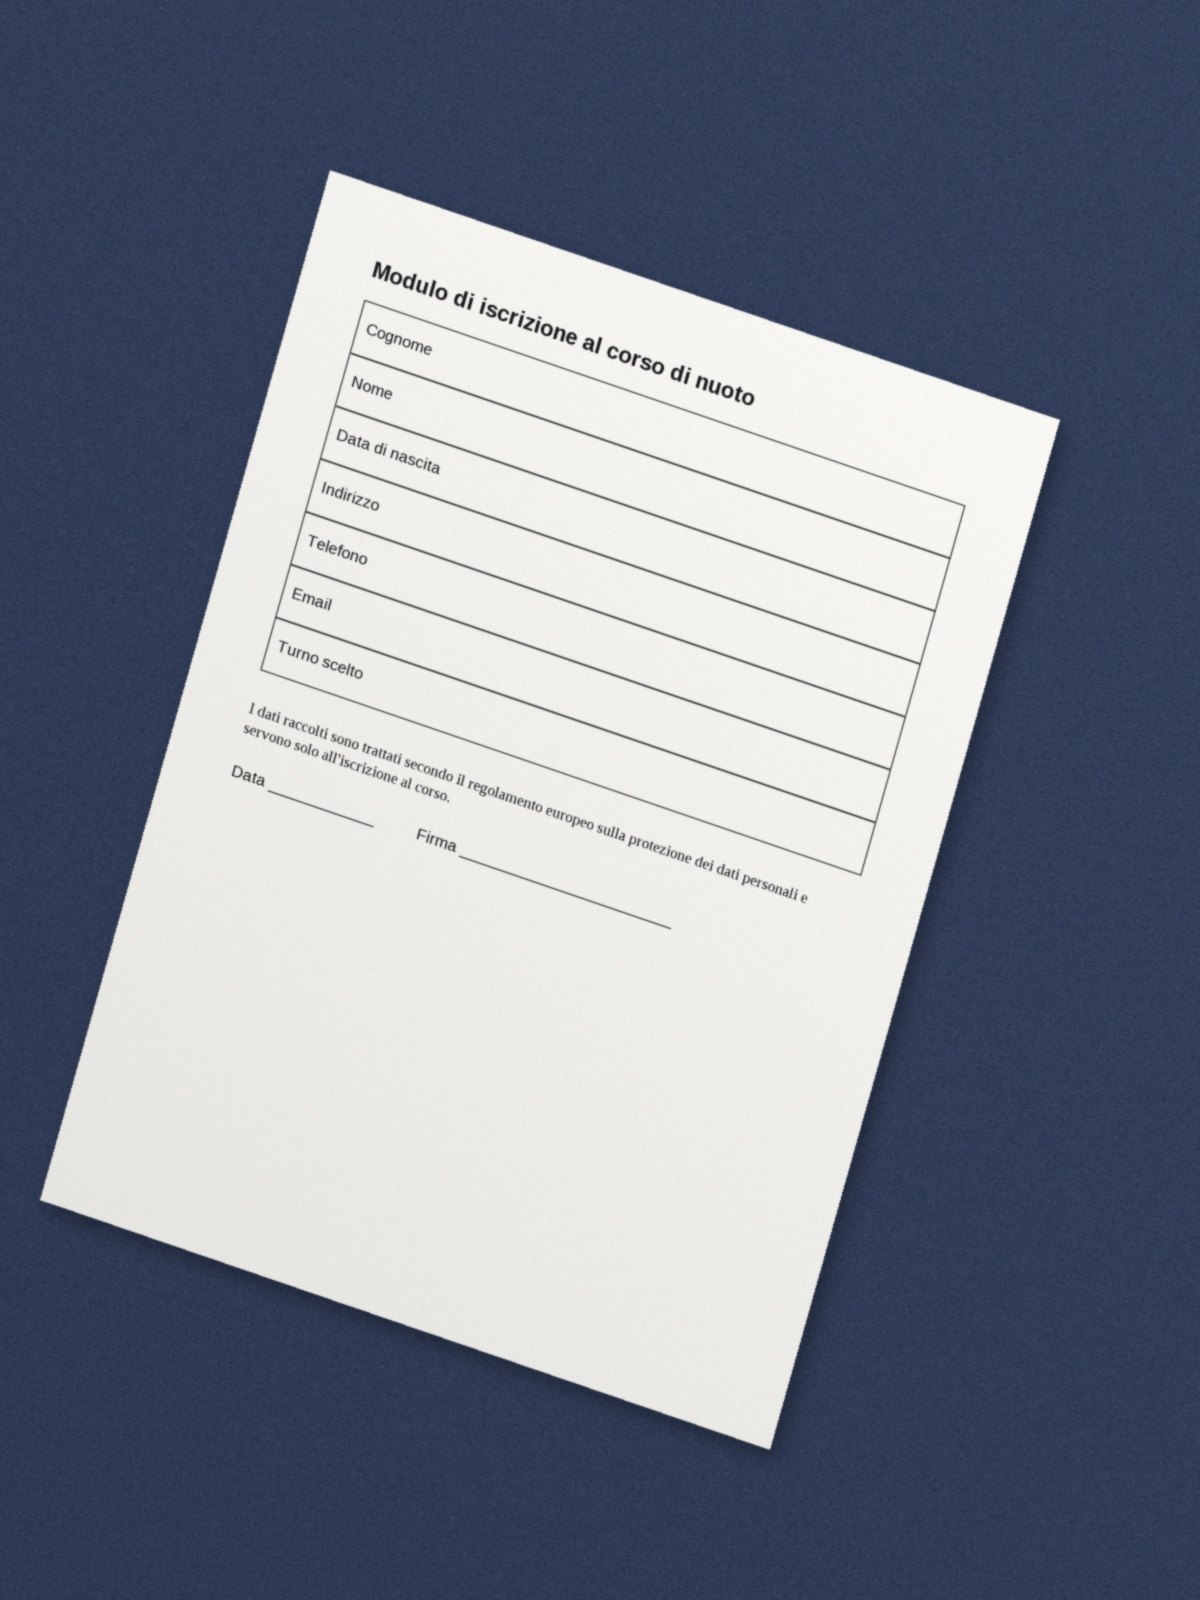 Modulo di iscrizione al corso di nuoto
Cognome
Nome
Data di nascita
Indirizzo
Telefono
Email
Turno scelto
I dati raccolti sono trattati secondo il regolamento europeo sulla protezione dei dati personali e
servono solo all'iscrizione al corso.
Data Firma